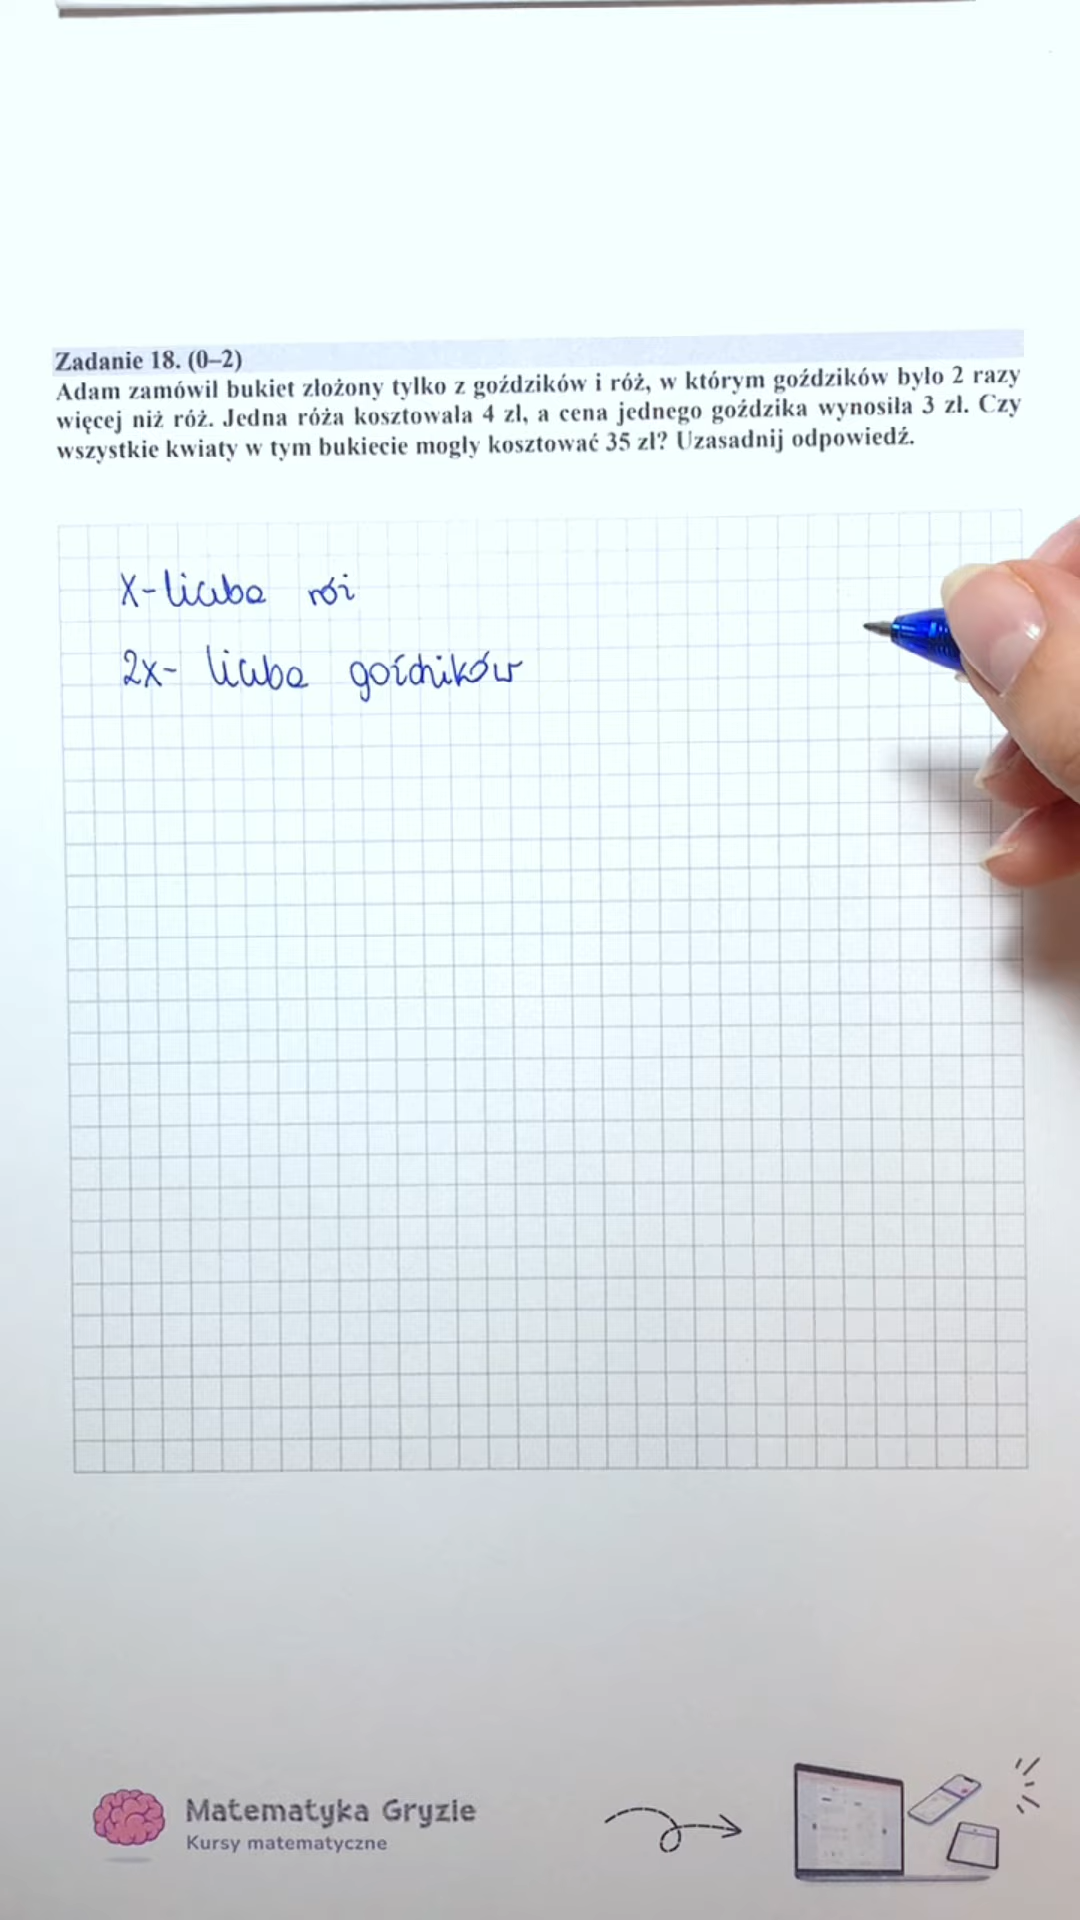 Zadanie 18. (0–2)
Adam zamówił bukiet złożony tylko z goździków i róż, w którym goździków było 2 razy
więcej niż róż. Jedna róża kosztowała 4 zł, a cena jednego goździka wynosiła 3 zł. Czy
wszystkie kwiaty w tym bukiecie mogły kosztować 35 zł? Uzasadnij odpowiedź.
x- liczba róż
2x- liczba goździków
Matematyka Gryzie
Kursy matematyczne